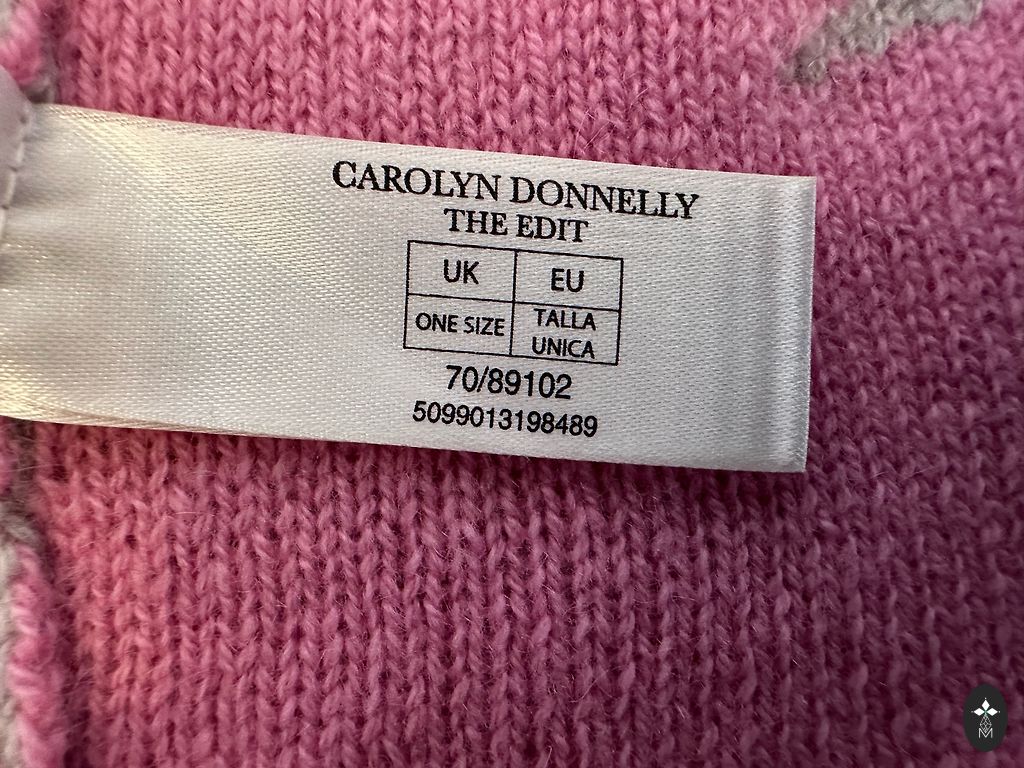 CAROLYN DONNELLY
THE EDIT
UK EU
ONE SIZE TALLA UNICA
70/89102
5099013198489
M